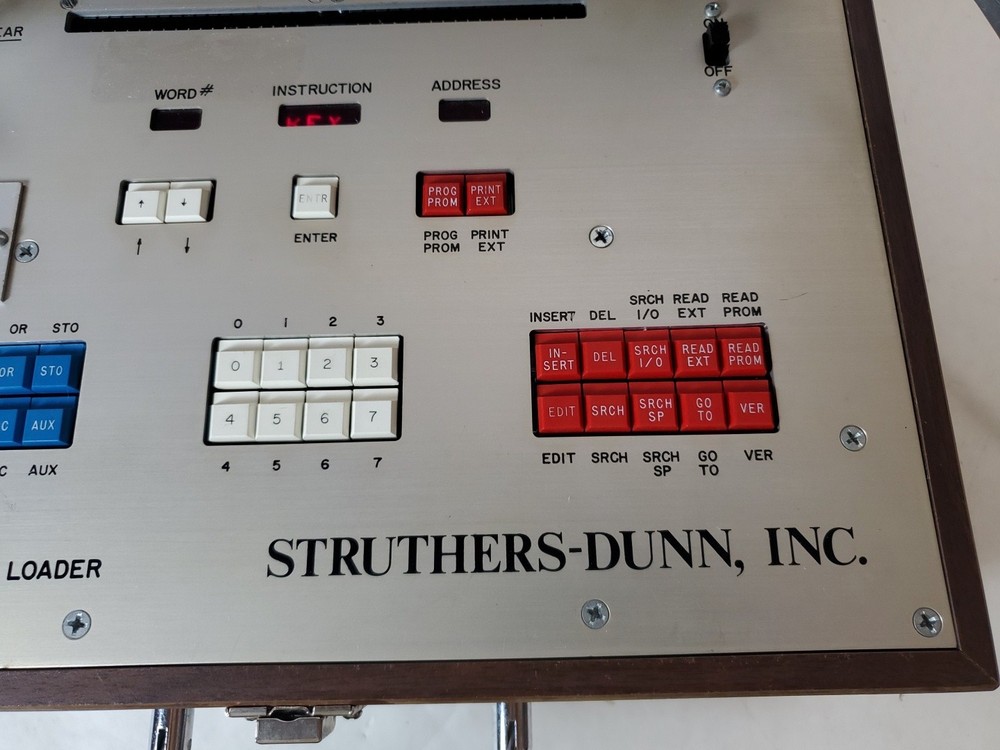 EAR
OFF
WORD # INSTRUCTION ADDRESS
KEY
↑ ↓ ENTR PROG PROM PRINT EXT
↑ ↓ ENTER PROG PROM PRINT EXT
OR STO
OR STO
C AUX
C AUX
0 1 2 3
0 1 2 3
4 5 6 7
4 5 6 7
INSERT DEL SRCH I/O READ EXT READ PROM
IN-SERT DEL SRCH I/O READ EXT READ PROM
EDIT SRCH SRCH SP GO TO VER
EDIT SRCH SRCH SP GO TO VER
LOADER
STRUTHERS-DUNN, INC.